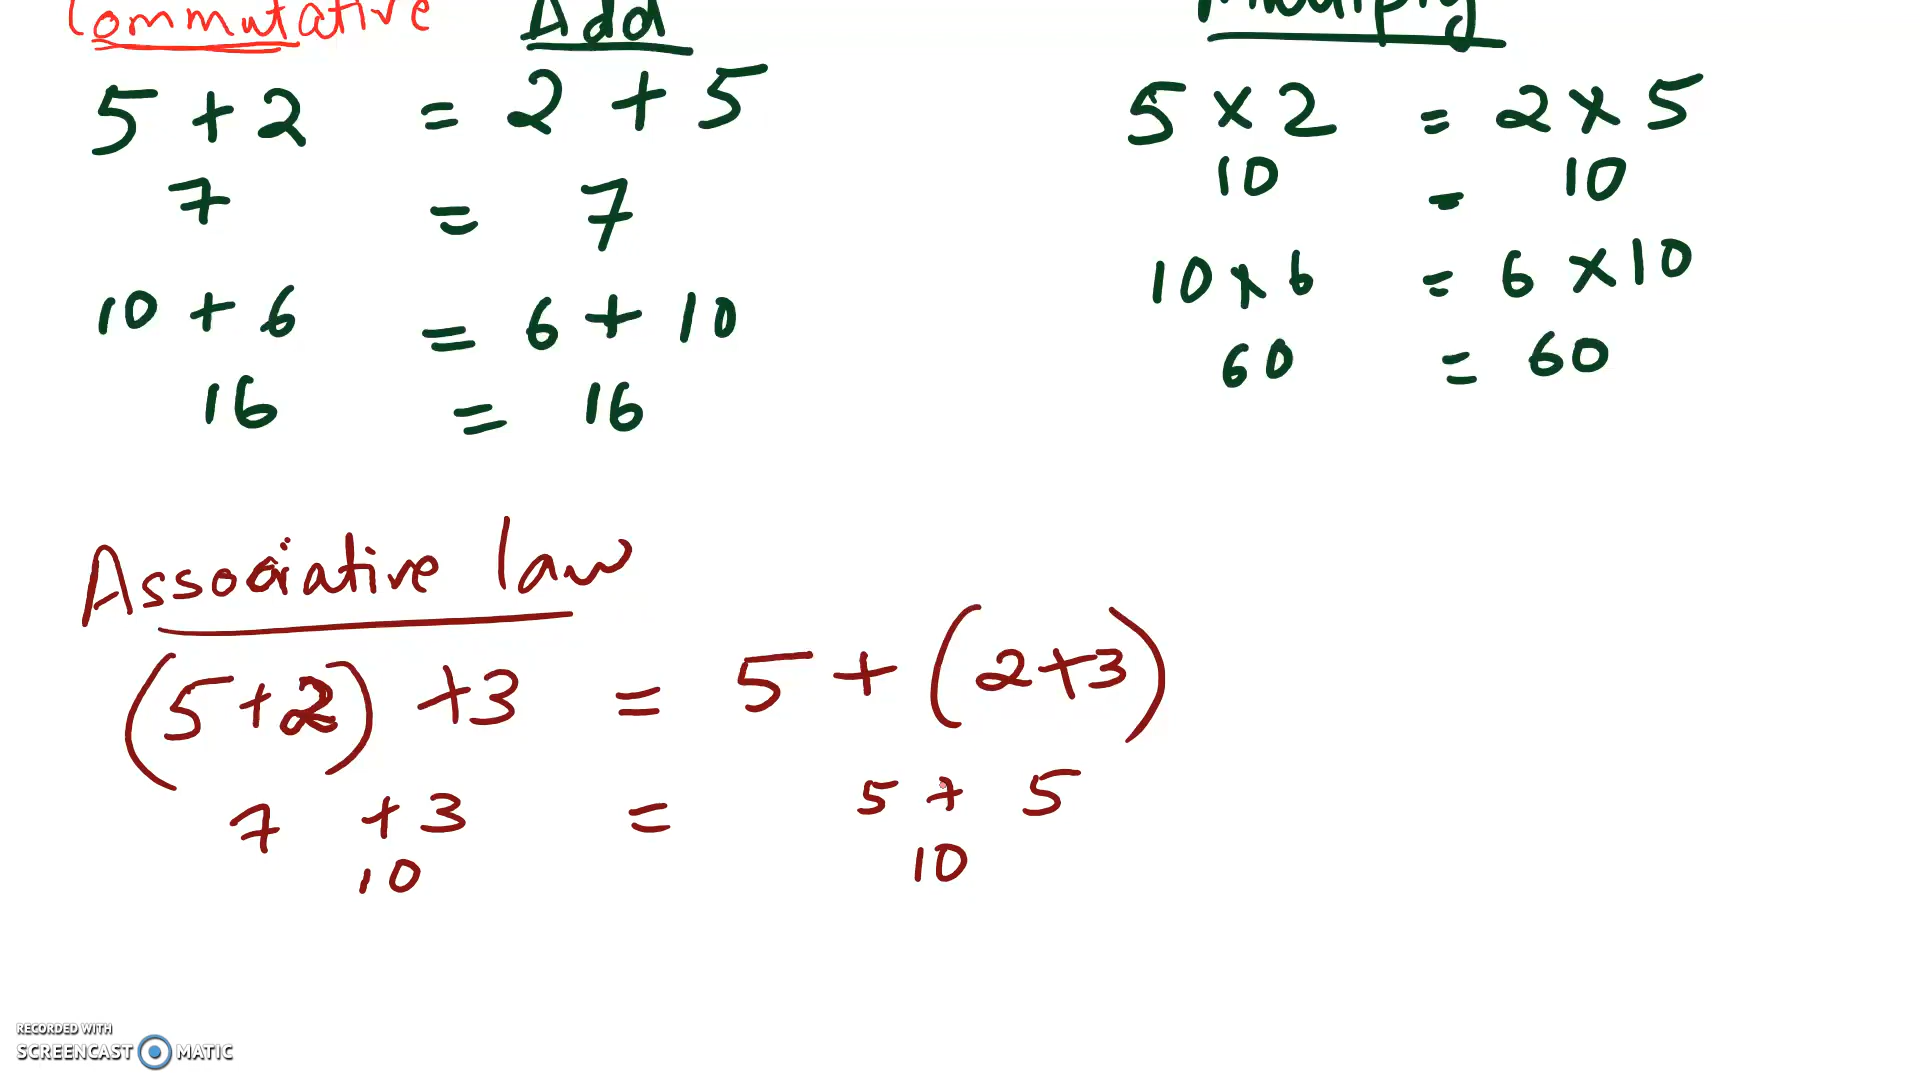 Commutative Add Multiply
5 + 2 = 2 + 5
5 × 2 = 2 × 5
7 = 7
10 = 10
10 + 6 = 6 + 10
10 × 6 = 6 × 10
16 = 16
60 = 60
Associative law
(5+2) +3 = 5 + (2+3)
7 +3 = 5 + 5
10 10
RECORDED WITH
SCREENCAST MATIC